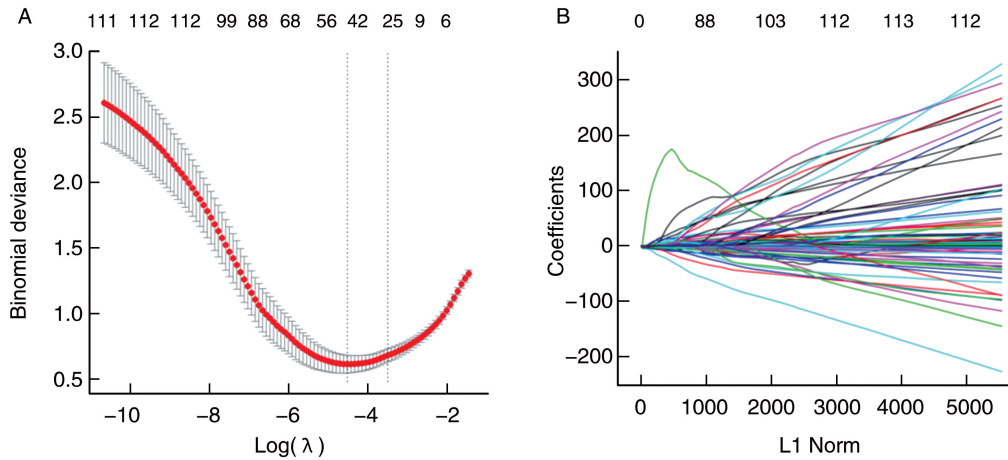 A
111 112 112 99 88 68 56 42 25 9 6
3.0
2.5
2.0
1.5
1.0
0.5
Binomial deviance
−10 −8 −6 −4 −2
Log( λ )
B
0 88 103 112 113 112
300
200
100
0
−100
−200
Coefficients
0 1000 2000 3000 4000 5000
L1 Norm